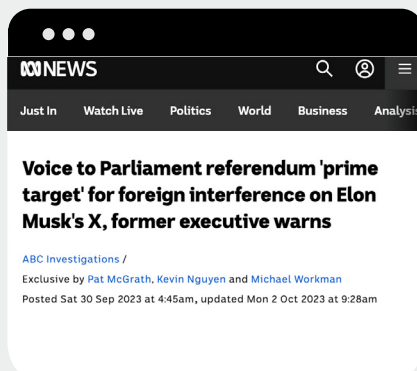 NEWS
Just In Watch Live Politics World Business Analysi
Voice to Parliament referendum 'prime
target' for foreign interference on Elon
Musk's X, former executive warns
ABC Investigations /
Exclusive by Pat McGrath, Kevin Nguyen and Michael Workman
Posted Sat 30 Sep 2023 at 4:45am, updated Mon 2 Oct 2023 at 9:28am